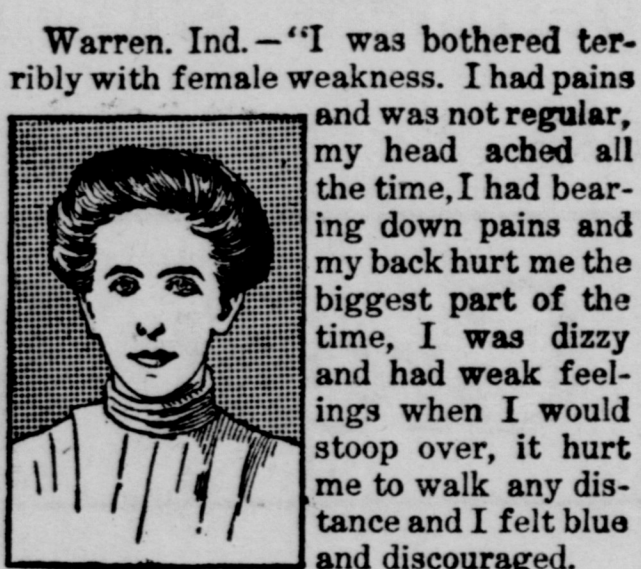 Warren. Ind.—"I was bothered ter-
ribly with female weakness. I had pains
and was not regular,
my head ached all
the time, I had bear-
ing down pains and
my back hurt me the
biggest part of the
time, I was dizzy
and had weak feel-
ings when I would
stoop over, it hurt
me to walk any dis-
tance and I felt blue
and discouraged.